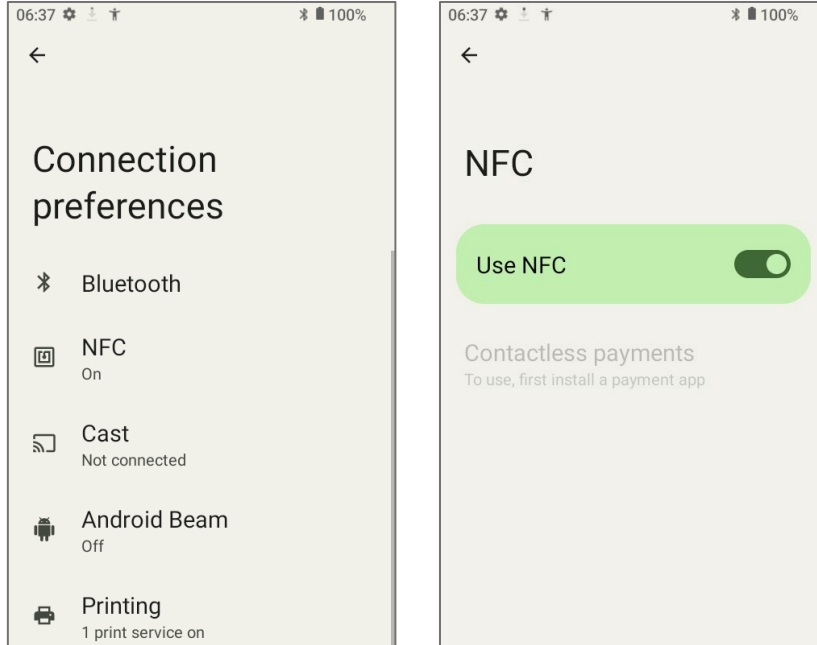 06:37 100%
Connection
preferences
Bluetooth
NFC
On
Cast
Not connected
Android Beam
Off
Printing
1 print service on
06:37 100%
NFC
Use NFC
Contactless payments
To use, first install a payment app